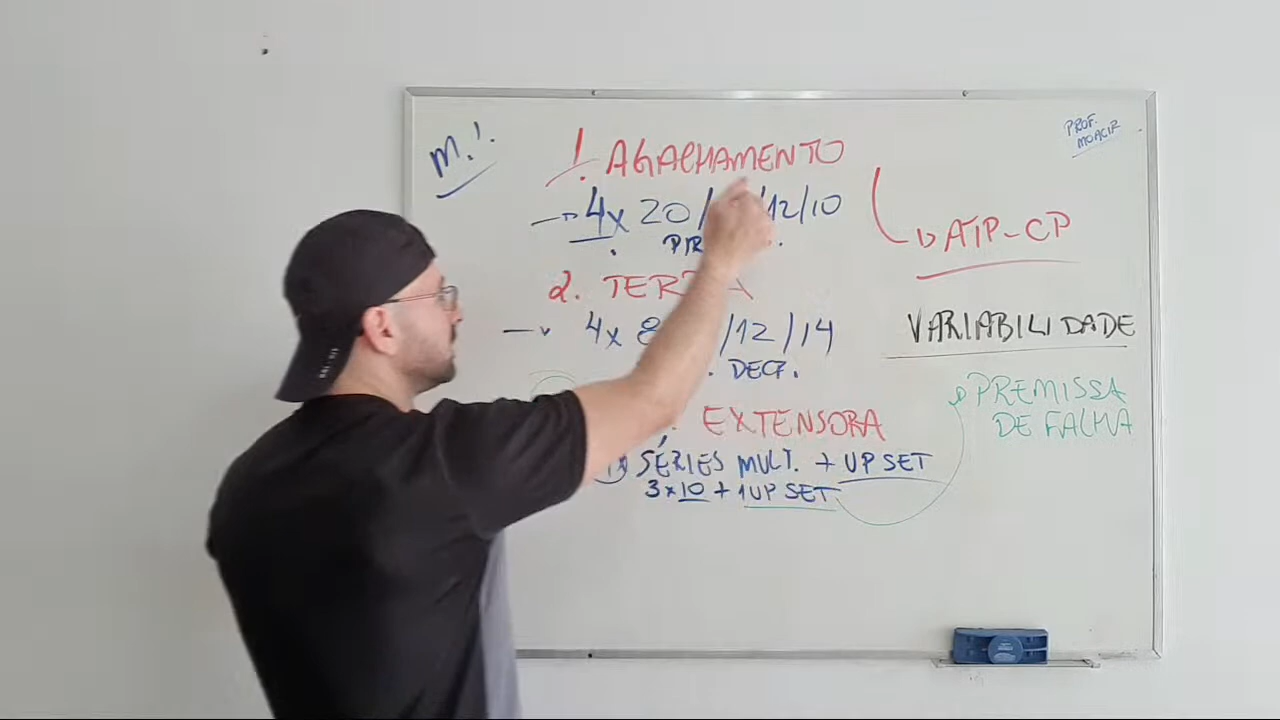 M.I.
1. AGACHAMENTO
4x 20/ /12/10
2. TER
4x 8 /12/14
DECR.
EXTENSORA
SÉRIES MULT. + UP SET
3x10 + 1UP SET
PROF.
MOACIR
ATP-CP
VARIABILIDADE
PREMISSA
DE FALHA